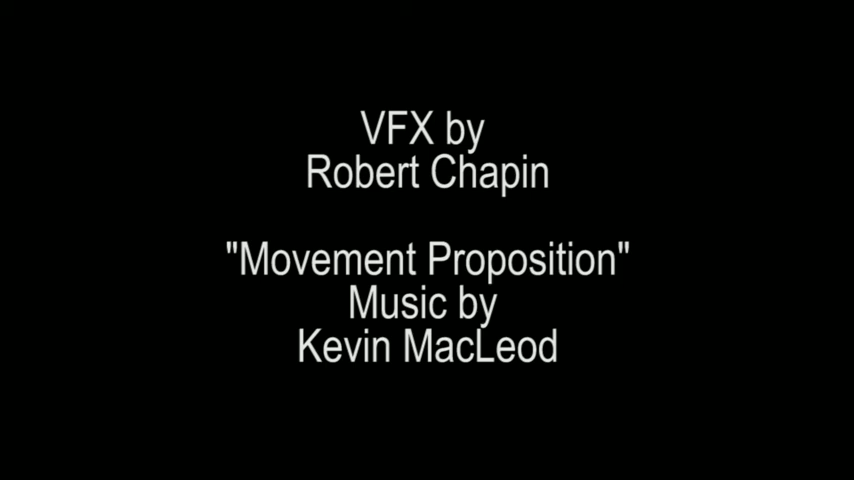 VFX by
Robert Chapin
"Movement Proposition"
Music by
Kevin MacLeod